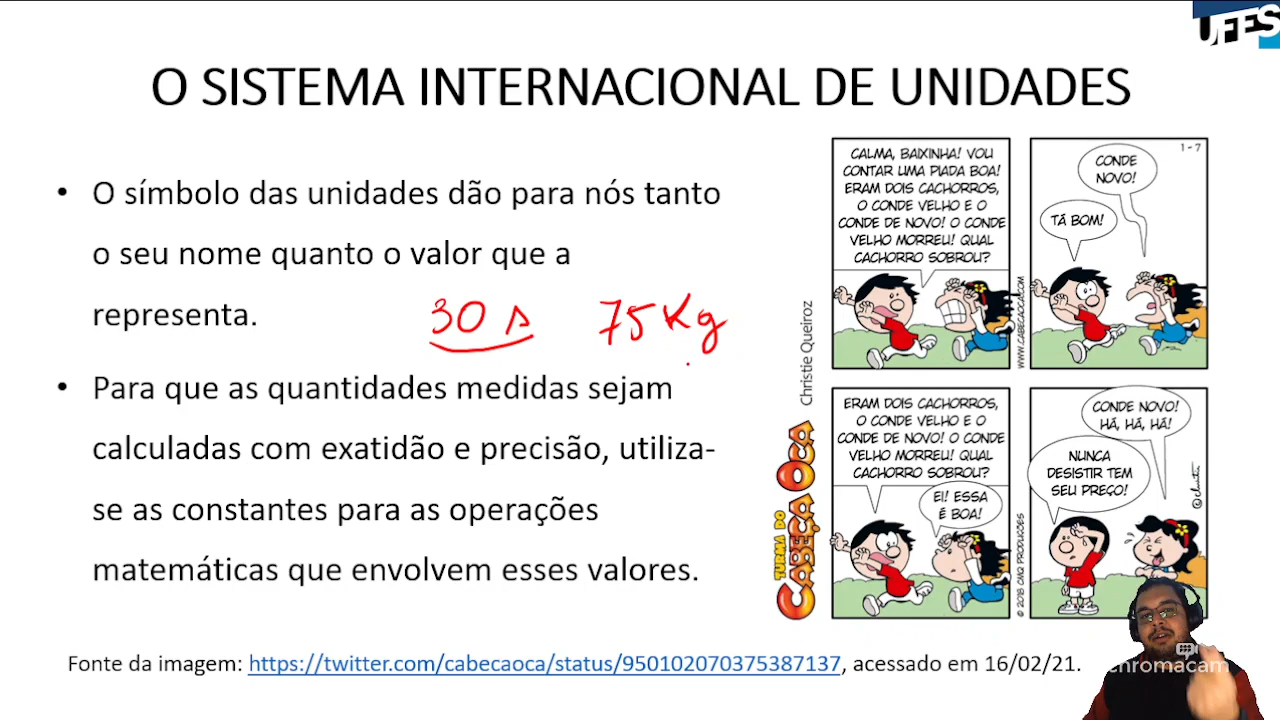 UFES
O SISTEMA INTERNACIONAL DE UNIDADES
• O símbolo das unidades dão para nós tanto
o seu nome quanto o valor que a
representa.
30 s 75 Kg
• Para que as quantidades medidas sejam
calculadas com exatidão e precisão, utiliza-
se as constantes para as operações
matemáticas que envolvem esses valores.
Christie Queiroz
TURMA DO
CABEÇA OCA
CALMA, BAIXINHA! VOU
CONTAR UMA PIADA BOA!
ERAM DOIS CACHORROS,
O CONDE VELHO E O
CONDE DE NOVO! O CONDE
VELHO MORREU! QUAL
CACHORRO SOBROU?
WWW.CABECAOCA.COM
1-7
CONDE
NOVO!
TÁ BOM!
ERAM DOIS CACHORROS,
O CONDE VELHO E O
CONDE DE NOVO! O CONDE
VELHO MORREU! QUAL
CACHORRO SOBROU?
EI! ESSA
É BOA!
© 2018 CMQ PRODUÇÕES
CONDE NOVO!
HÁ, HÁ, HÁ!
NUNCA
DESISTIR TEM
SEU PREÇO!
Fonte da imagem: https://twitter.com/cabecaoca/status/950102070375387137, acessado em 16/02/21.
chromacam